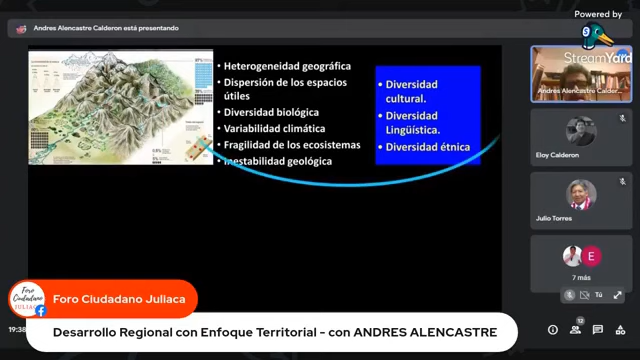 Andres Alencastre Calderon está presentando
Powered by
StreamYard
• Heterogeneidad geográfica
• Dispersión de los espacios
útiles
• Diversidad biológica
• Variabilidad climática
• Fragilidad de los ecosistemas
• Inestabilidad geológica
• Diversidad
cultural.
• Diversidad
Lingüística.
• Diversidad étnica
Andrés Alencastre Calder...
Eloy Calderon
Julio Torres
E
7 más
Tú
12
Foro
Ciudadano
JULIACA
Foro Ciudadano Juliaca
19:38
Desarrollo Regional con Enfoque Territorial - con ANDRES ALENCASTRE